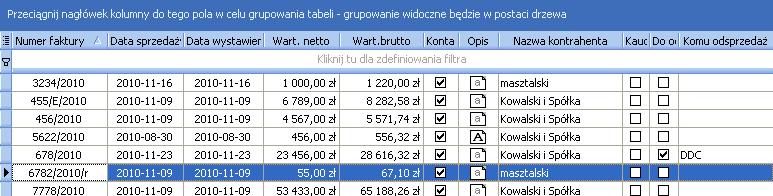 Przeciągnij nagłówek kolumny do tego pola w celu grupowania tabeli - grupowanie widoczne będzie w postaci drzewa
Numer faktury Data sprzedaży Data wystawier Wart. netto Wart.brutto Konta Opis Nazwa kontrahenta Kauc Do oc Komu odsprzedaż
Kliknij tu dla zdefiniowania filtra
3234/2010 2010-11-16 2010-11-16 1 000,00 zł 1 220,00 zł a masztalski
455/E/2010 2010-11-09 2010-11-09 6 789,00 zł 8 282,58 zł a Kowalski i Spółka
456/2010 2010-11-09 2010-11-09 4 567,00 zł 5 571,74 zł a Kowalski i Spółka
5622/2010 2010-08-30 2010-08-30 456,00 zł 556,32 zł A Kowalski i Spółka
678/2010 2010-11-23 2010-11-23 23 456,00 zł 28 616,32 zł a Kowalski i Spółka DDC
6782/2010/r 2010-11-09 2010-11-09 55,00 zł 67,10 zł a masztalski
7778/2010 2010-11-09 2010-11-09 53 433,00 zł 65 188,26 zł a Kowalski i Spółka